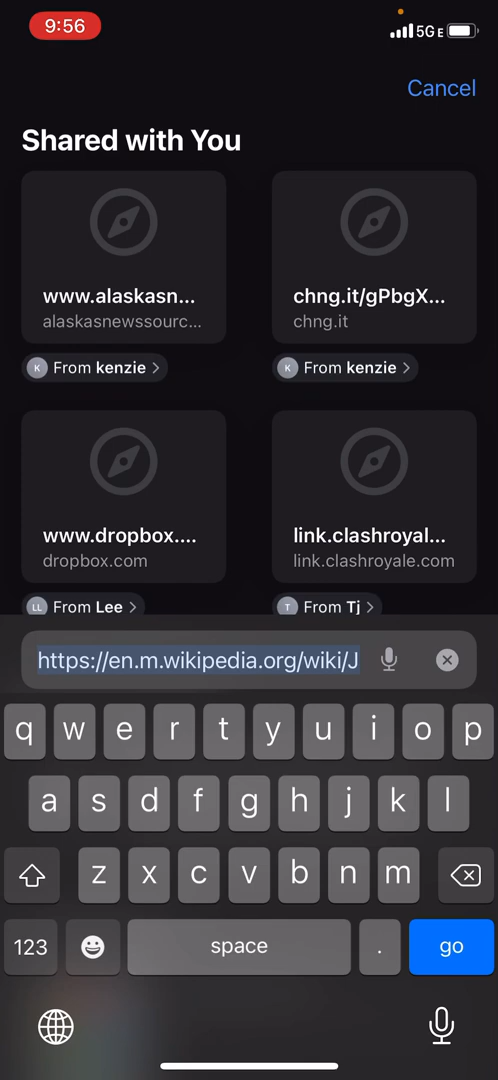 9:56
5GE
Cancel
Shared with You
www.alaskasn...
alaskasnewssourc...
chng.it/gPbgX...
chng.it
K From kenzie >
K From kenzie >
www.dropbox....
dropbox.com
link.clashroyal...
link.clashroyale.com
LL From Lee >
T From Tj >
https://en.m.wikipedia.org/wiki/J
q w e r t y u i o p
a s d f g h j k l
z x c v b n m
123 space . go